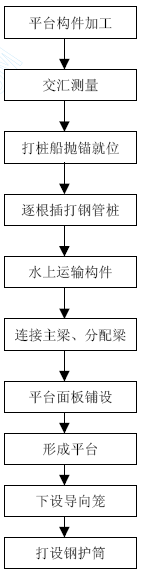 平台构件加工
交汇测量
打桩船抛锚就位
逐根插打钢管桩
水上运输构件
连接主梁、分配梁
平台面板铺设
形成平台
下设导向笼
打设钢护筒